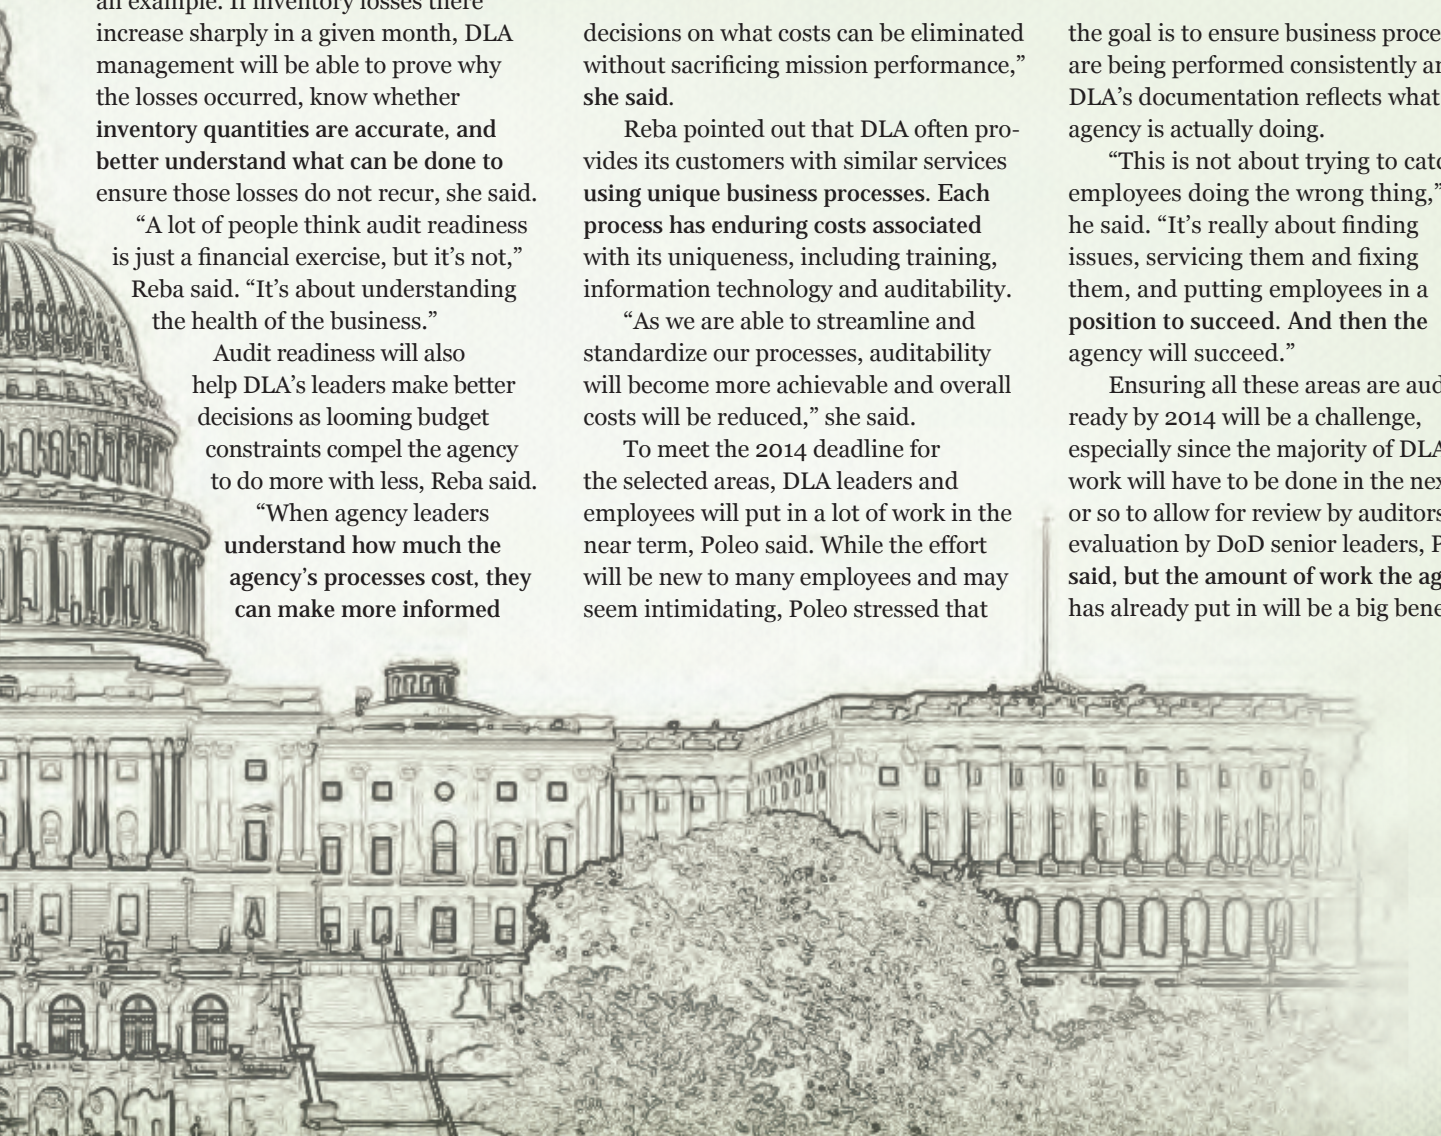 an example. If inventory losses there
increase sharply in a given month, DLA
management will be able to prove why
the losses occurred, know whether
inventory quantities are accurate, and
better understand what can be done to
ensure those losses do not recur, she said.
“A lot of people think audit readiness
is just a financial exercise, but it’s not,”
Reba said. “It’s about understanding
the health of the business.”
Audit readiness will also
help DLA’s leaders make better
decisions as looming budget
constraints compel the agency
to do more with less, Reba said.
“When agency leaders
understand how much the
agency’s processes cost, they
can make more informed
decisions on what costs can be eliminated
without sacrificing mission performance,”
she said.
Reba pointed out that DLA often pro-
vides its customers with similar services
using unique business processes. Each
process has enduring costs associated
with its uniqueness, including training,
information technology and auditability.
“As we are able to streamline and
standardize our processes, auditability
will become more achievable and overall
costs will be reduced,” she said.
To meet the 2014 deadline for
the selected areas, DLA leaders and
employees will put in a lot of work in the
near term, Poleo said. While the effort
will be new to many employees and may
seem intimidating, Poleo stressed that
the goal is to ensure business
are being performed consistently
DLA’s documentation reflects what
agency is actually doing.
“This is not about trying to
employees doing the wrong thing,”
he said. “It’s really about finding
issues, servicing them and fixing
them, and putting employees in a
position to succeed. And then the
agency will succeed.”
Ensuring all these areas are
ready by 2014 will be a challenge,
especially since the majority of
work will have to be done in the
or so to allow for review by auditors
evaluation by DoD senior leaders,
said, but the amount of work the
has already put in will be a big